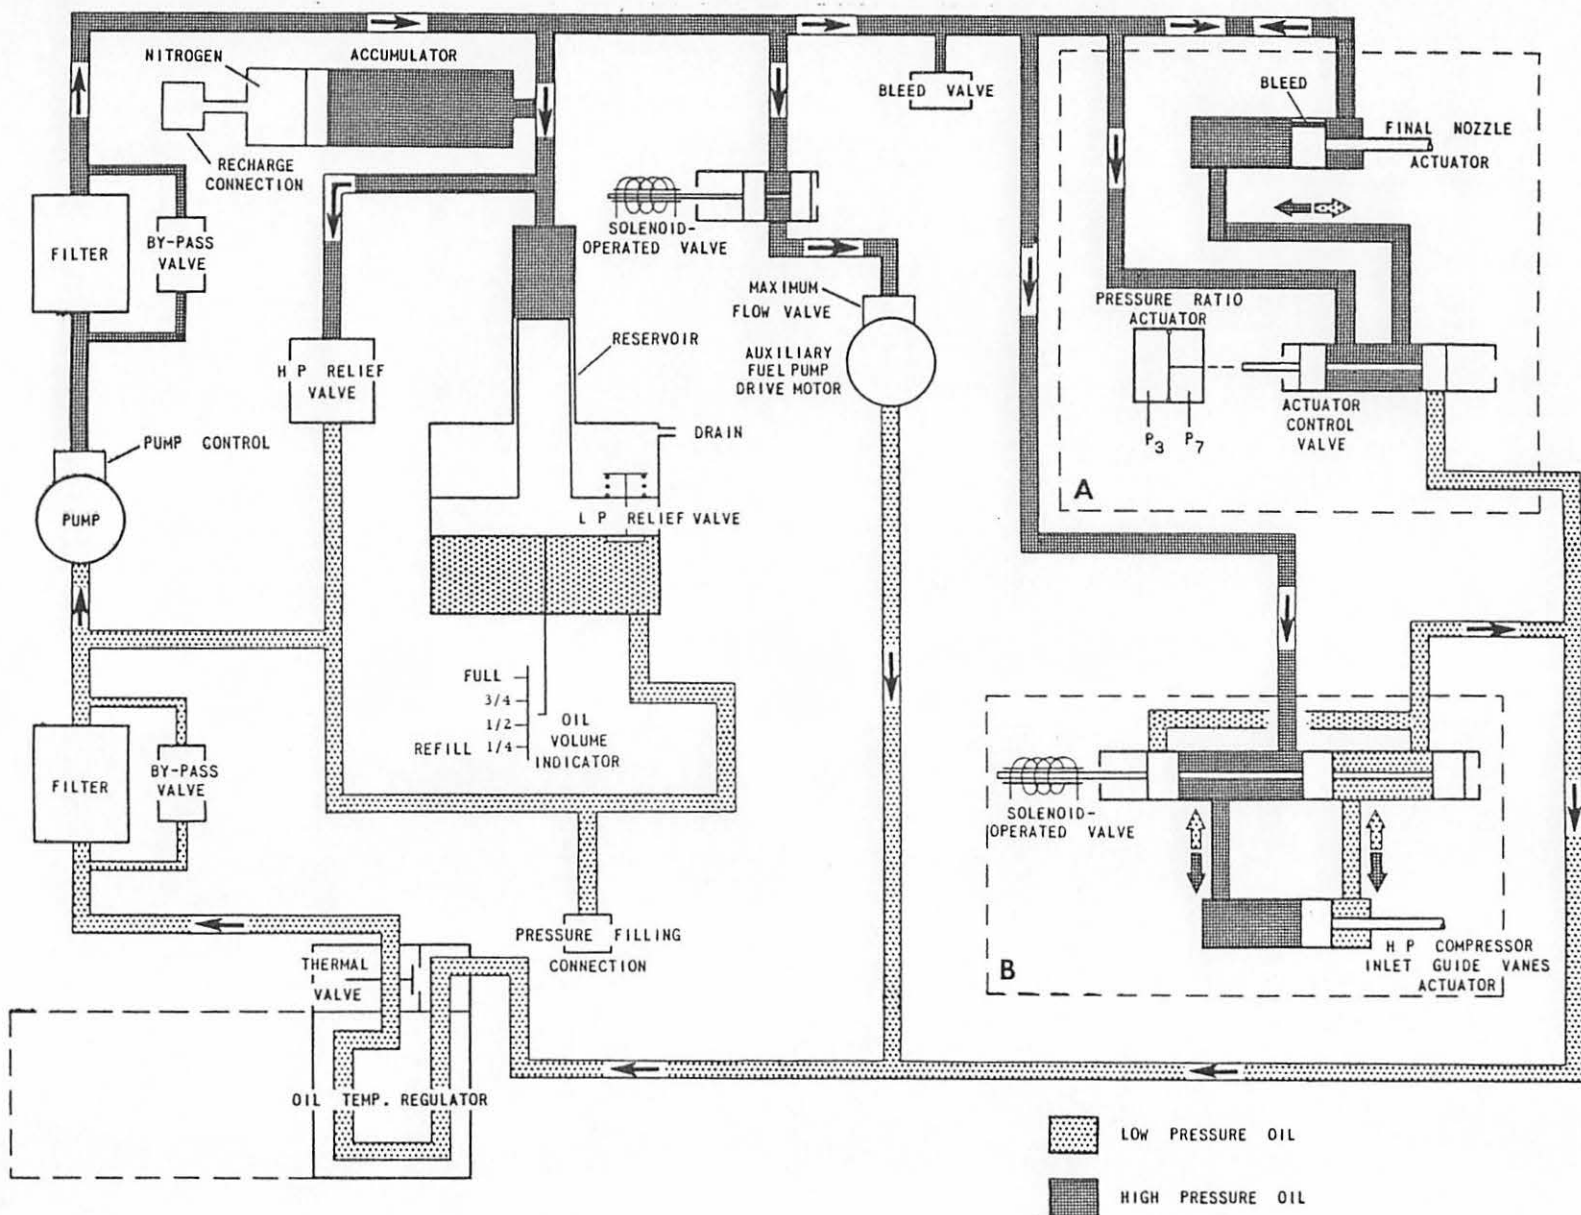 NITROGEN
ACCUMULATOR
RECHARGE
CONNECTION
BLEED VALVE
BLEED
FINAL NOZZLE
ACTUATOR
FILTER
BY-PASS
VALVE
SOLENOID-
OPERATED VALVE
MAXIMUM
FLOW VALVE
PRESSURE RATIO
ACTUATOR
RESERVOIR
H P RELIEF
VALVE
AUXILIARY
FUEL PUMP
DRIVE MOTOR
ACTUATOR
CONTROL
VALVE
P3 P7
PUMP CONTROL
DRAIN
A
PUMP
L P RELIEF VALVE
FULL
3/4
1/2
REFILL 1/4
OIL
VOLUME
INDICATOR
FILTER
BY-PASS
VALVE
SOLENOID-
OPERATED VALVE
PRESSURE FILLING
CONNECTION
THERMAL
VALVE
B
H P COMPRESSOR
INLET GUIDE VANES
ACTUATOR
OIL TEMP. REGULATOR
LOW PRESSURE OIL
HIGH PRESSURE OIL